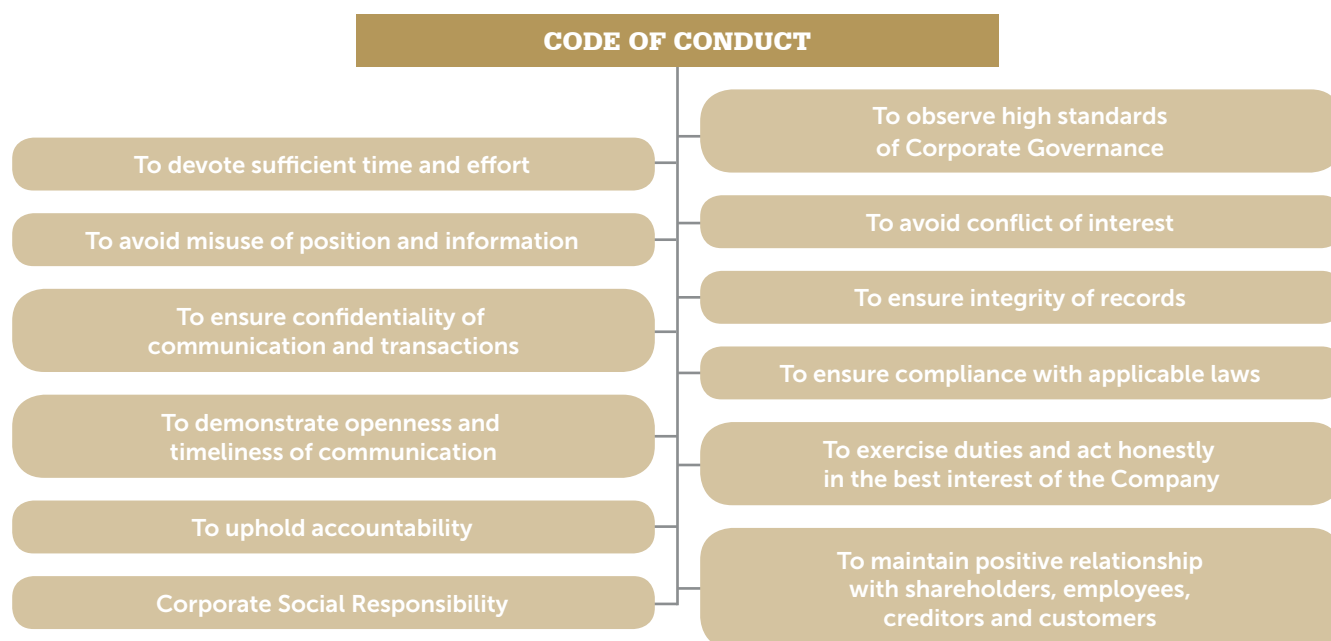 CODE OF CONDUCT
To devote sufficient time and effort
To avoid misuse of position and information
To ensure confidentiality of
communication and transactions
To demonstrate openness and
timeliness of communication
To uphold accountability
Corporate Social Responsibility
To observe high standards
of Corporate Governance
To avoid conflict of interest
To ensure integrity of records
To ensure compliance with applicable laws
To exercise duties and act honestly
in the best interest of the Company
To maintain positive relationship
with shareholders, employees,
creditors and customers